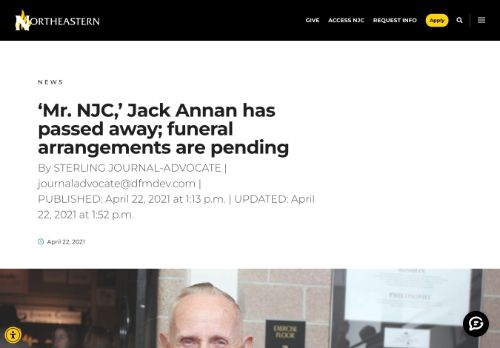 NORTHEASTERN
GIVE ACCESS NJC REQUEST INFO Apply
NEWS
‘Mr. NJC,’ Jack Annan has
passed away; funeral
arrangements are pending
By STERLING JOURNAL-ADVOCATE |
journaladvocate@dfmdev.com |
PUBLISHED: April 22, 2021 at 1:13 p.m. | UPDATED: April
22, 2021 at 1:52 p.m.
April 22, 2021
PHILOSOPHY
EXERCISE
FLOOR